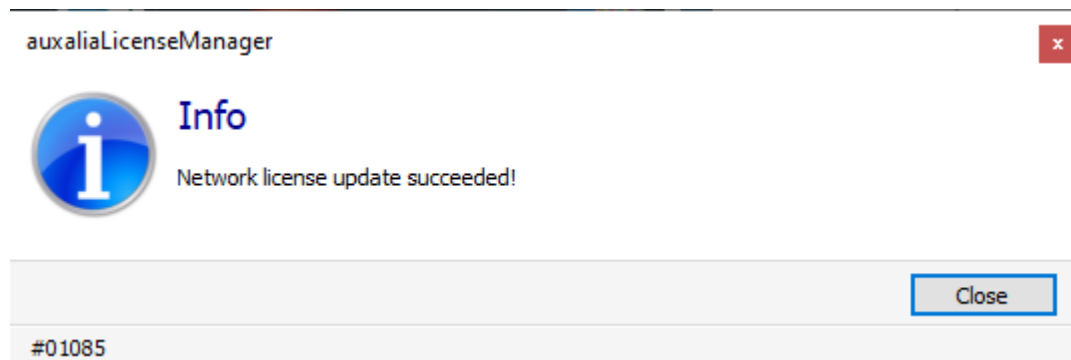 auxaliaLicenseManager
x
Info
Network license update succeeded!
Close
#01085